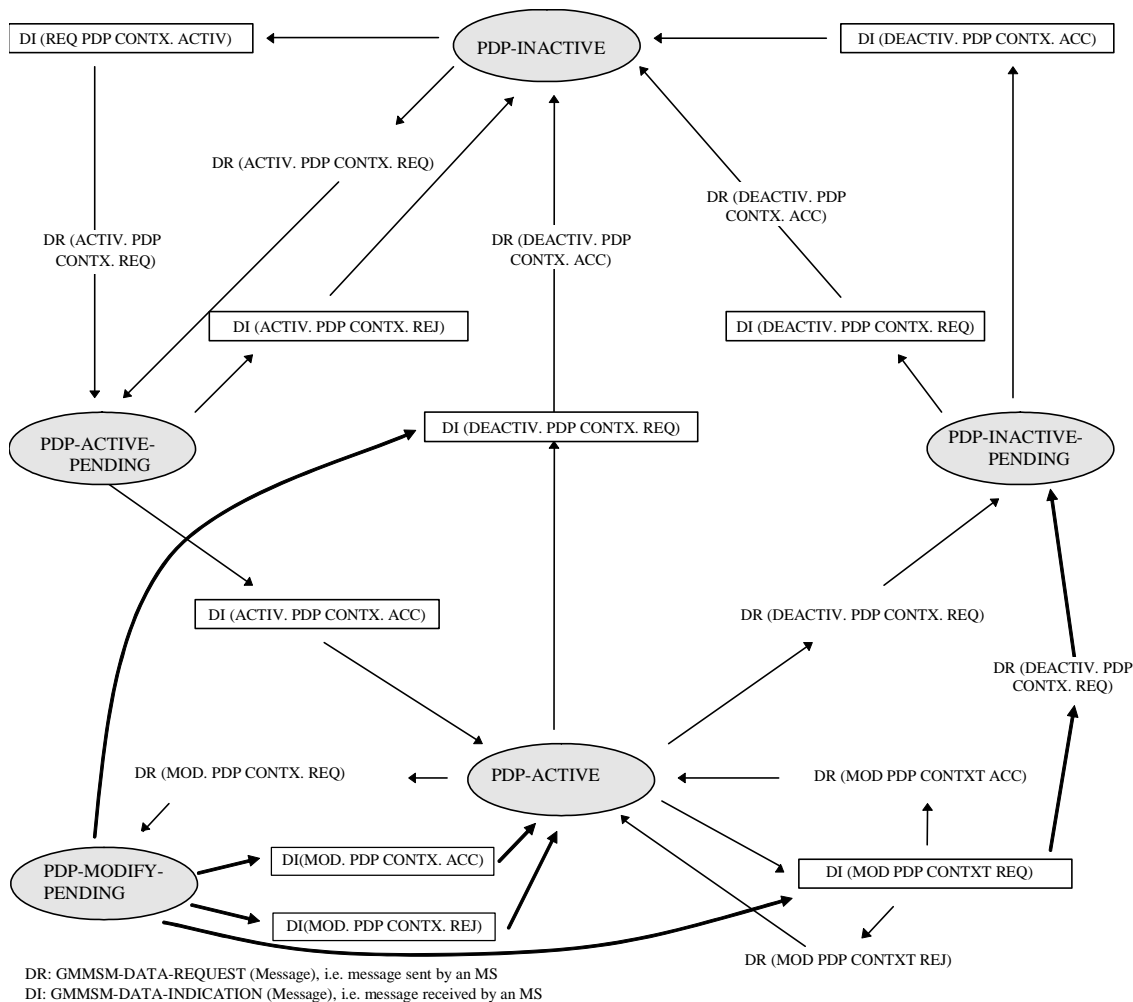 DI (REQ PDP CONTX. ACTIV)
PDP-INACTIVE
DI (DEACTIV. PDP CONTX. ACC)
DR (ACTIV. PDP CONTX. REQ)
DR (DEACTIV. PDP
CONTX. ACC)
DR (ACTIV. PDP
CONTX. REQ)
DR (DEACTIV. PDP
CONTX. ACC)
DI (ACTIV. PDP CONTX. REJ)
DI (DEACTIV. PDP CONTX. REQ)
PDP-ACTIVE-
PENDING
DI (DEACTIV. PDP CONTX. REQ)
PDP-INACTIVE-
PENDING
DI (ACTIV. PDP CONTX. ACC)
DR (DEACTIV. PDP CONTX. REQ)
DR (DEACTIV. PDP
CONTX. REQ)
DR (MOD. PDP CONTX. REQ)
PDP-ACTIVE
DR (MOD PDP CONTXT ACC)
PDP-MODIFY-
PENDING
DI(MOD. PDP CONTX. ACC)
DI (MOD PDP CONTXT REQ)
DI(MOD. PDP CONTX. REJ)
DR (MOD PDP CONTXT REJ)
DR: GMMSM-DATA-REQUEST (Message), i.e. message sent by an MS
DI: GMMSM-DATA-INDICATION (Message), i.e. message received by an MS